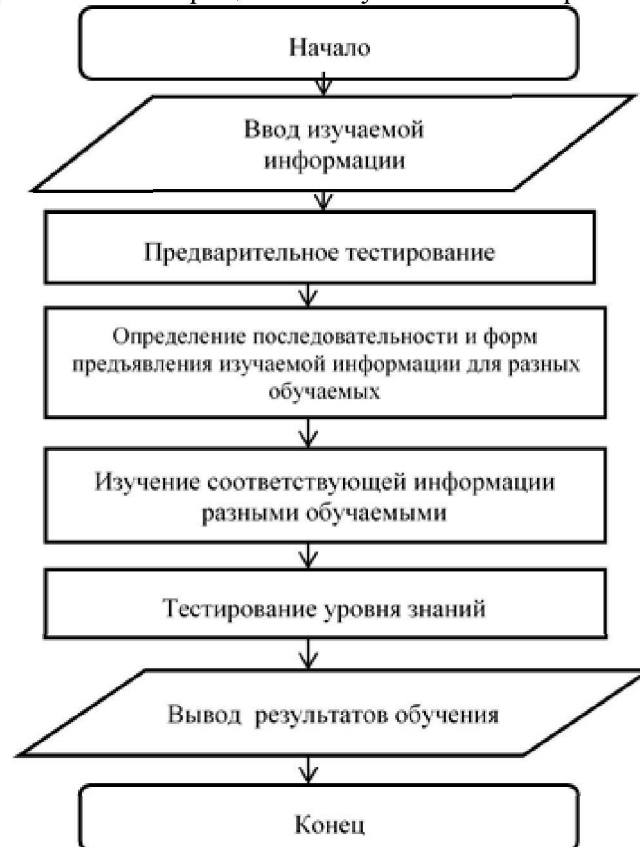 Начало
Ввод изучаемой
информации
Предварительное тестирование
Определение последовательности и форм
предъявления изучаемой информации для разных
обучаемых
Изучение соответствующей информации
разными обучаемыми
Тестирование уровня знаний
Вывод результатов обучения
Конец